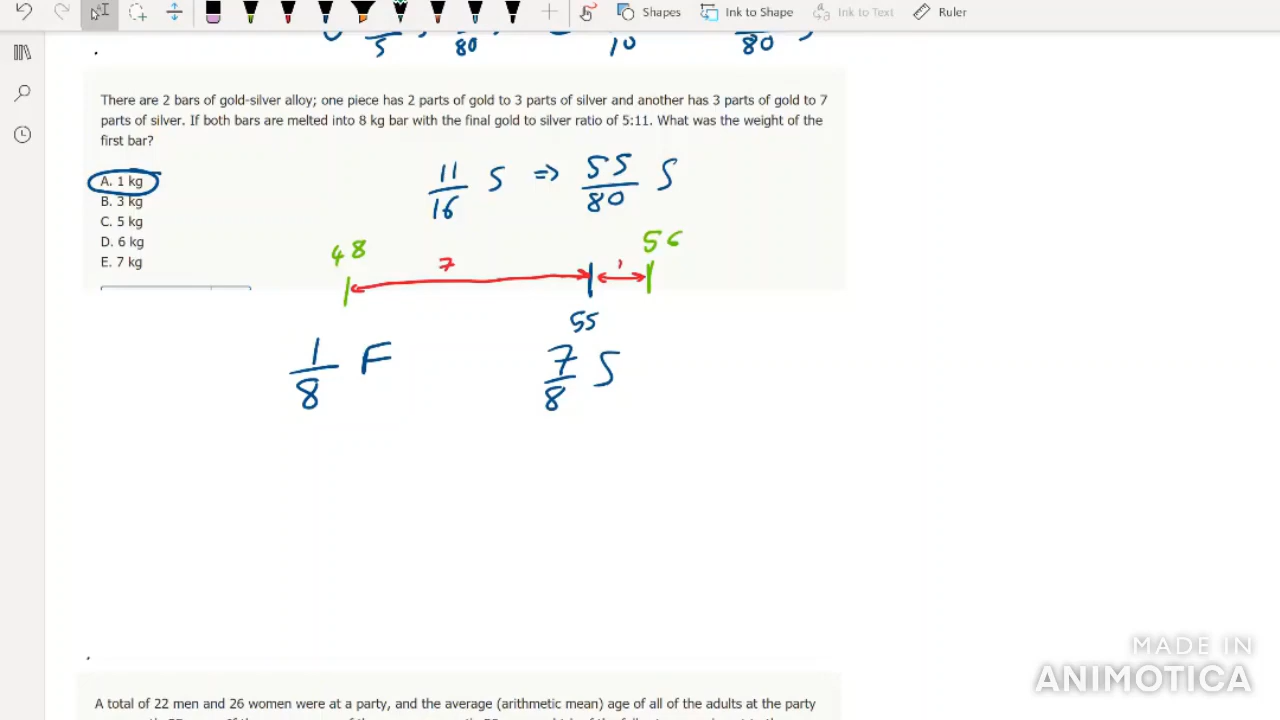 Shapes Ink to Shape Ink to Text Ruler
5 80 10 80
There are 2 bars of gold-silver alloy; one piece has 2 parts of gold to 3 parts of silver and another has 3 parts of gold to 7
parts of silver. If both bars are melted into 8 kg bar with the final gold to silver ratio of 5:11. What was the weight of the
first bar?
11/16 S => 55/80 S
A. 1 kg
B. 3 kg
C. 5 kg
D. 6 kg
E. 7 kg
48 7 1 56
55
1/8 F 7/8 S
MADE IN
ANIMOTICA
A total of 22 men and 26 women were at a party, and the average (arithmetic mean) age of all of the adults at the party